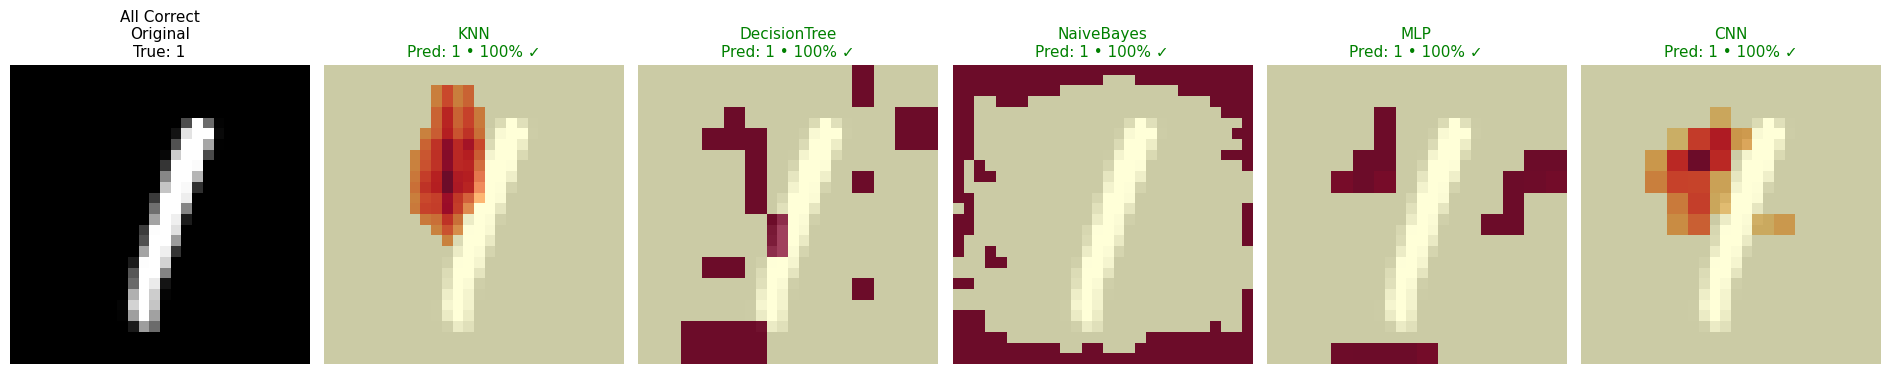 All Correct
Original
True: 1
KNN
Pred: 1 • 100% ✓
DecisionTree
Pred: 1 • 100% ✓
NaiveBayes
Pred: 1 • 100% ✓
MLP
Pred: 1 • 100% ✓
CNN
Pred: 1 • 100% ✓